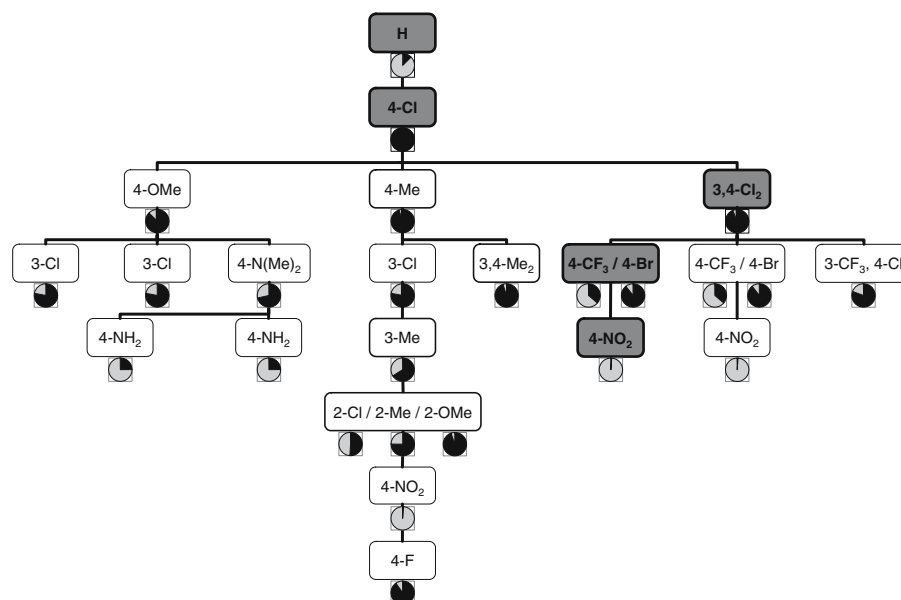 H
4-Cl
4-OMe
4-Me
3,4-Cl₂
3-Cl
3-Cl
4-N(Me)₂
3-Cl
3,4-Me₂
4-CF₃ / 4-Br
4-CF₃ / 4-Br
3-CF₃, 4-Cl
4-NH₂
4-NH₂
3-Me
4-NO₂
4-NO₂
2-Cl / 2-Me / 2-OMe
4-NO₂
4-F